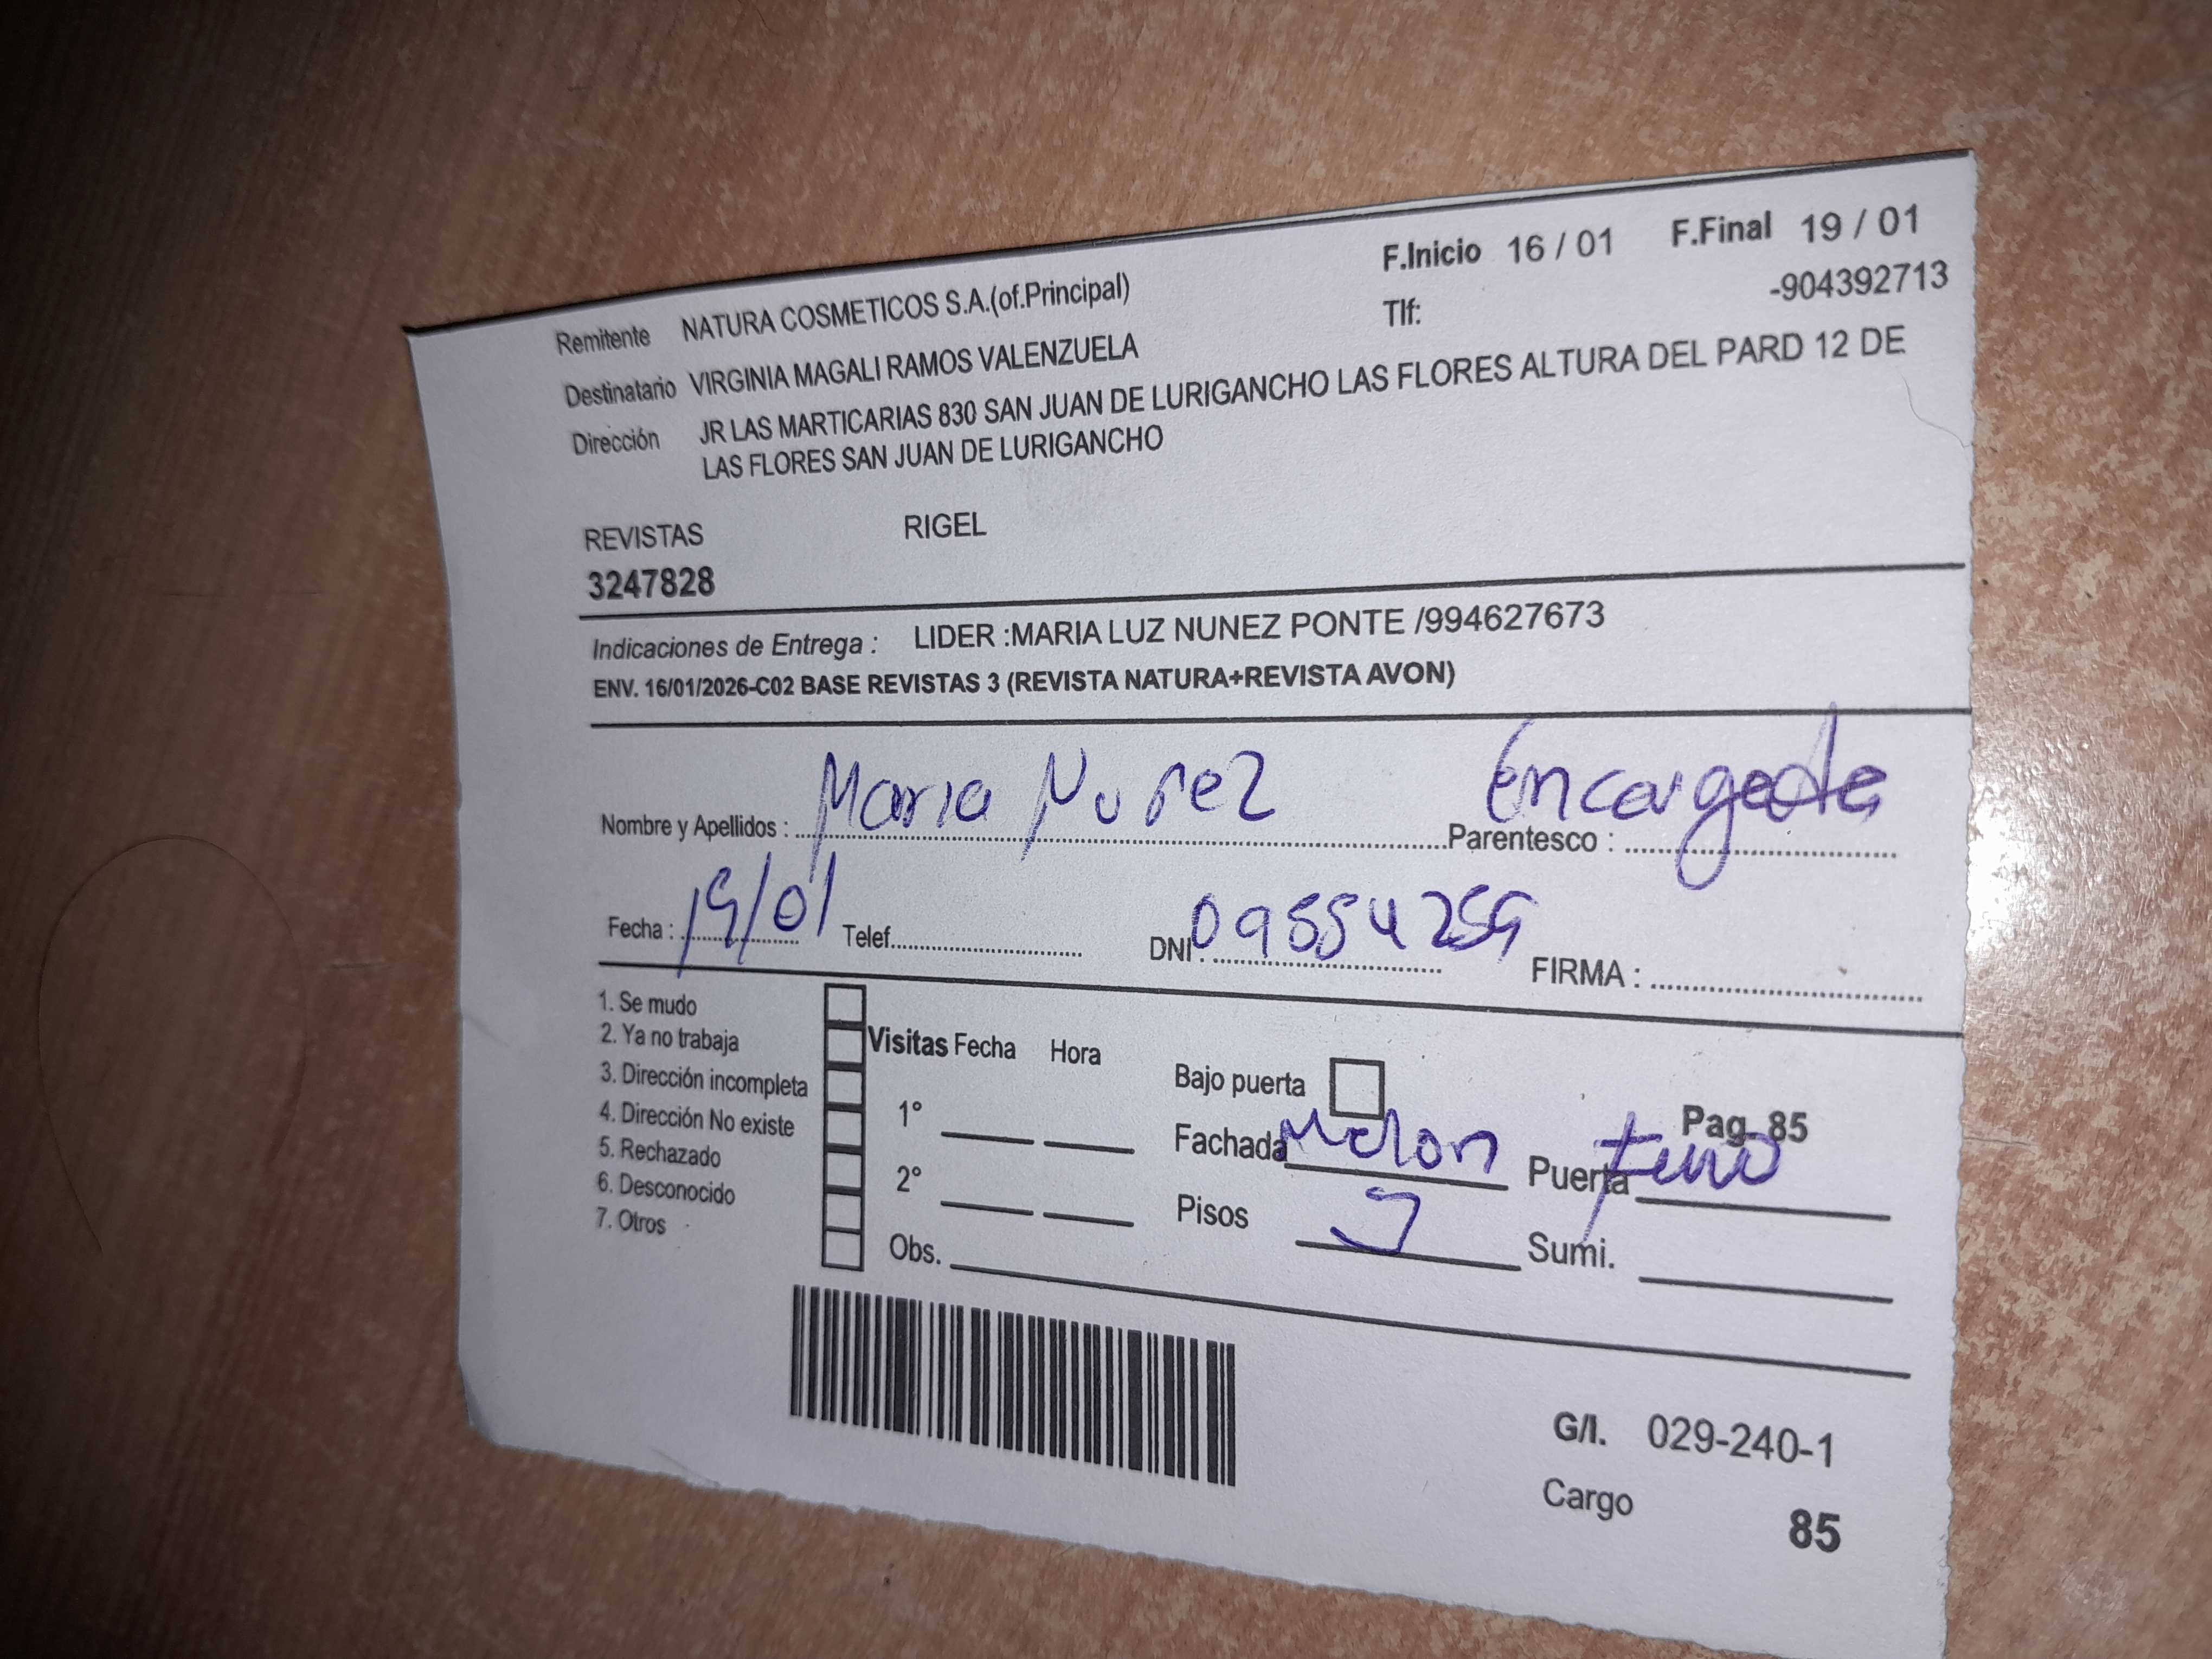 F.Inicio 16 / 01 F.Final 19 / 01
Remitente NATURA COSMETICOS S.A.(of.Principal) Tlf: -904392713
Destinatario VIRGINIA MAGALI RAMOS VALENZUELA
Dirección JR LAS MARTICARIAS 830 SAN JUAN DE LURIGANCHO LAS FLORES ALTURA DEL PARD 12 DE
LAS FLORES SAN JUAN DE LURIGANCHO
REVISTAS RIGEL
3247828
Indicaciones de Entrega : LIDER :MARIA LUZ NUNEZ PONTE /994627673
ENV. 16/01/2026-C02 BASE REVISTAS 3 (REVISTA NATURA+REVISTA AVON)
Nombre y Apellidos : Maria Nuñez Parentesco : Encargada
Fecha : 19/01 Telef. DNI : FIRMA :
1. Se mudo
2. Ya no trabaja
3. Dirección incompleta
4. Dirección No existe
5. Rechazado
6. Desconocido
7. Otros
Visitas Fecha Hora
1°
2°
Obs.
Bajo puerta
Pag. 85
Fachada Melon Puerta
Pisos Sumi.
G/I. 029-240-1
Cargo 85